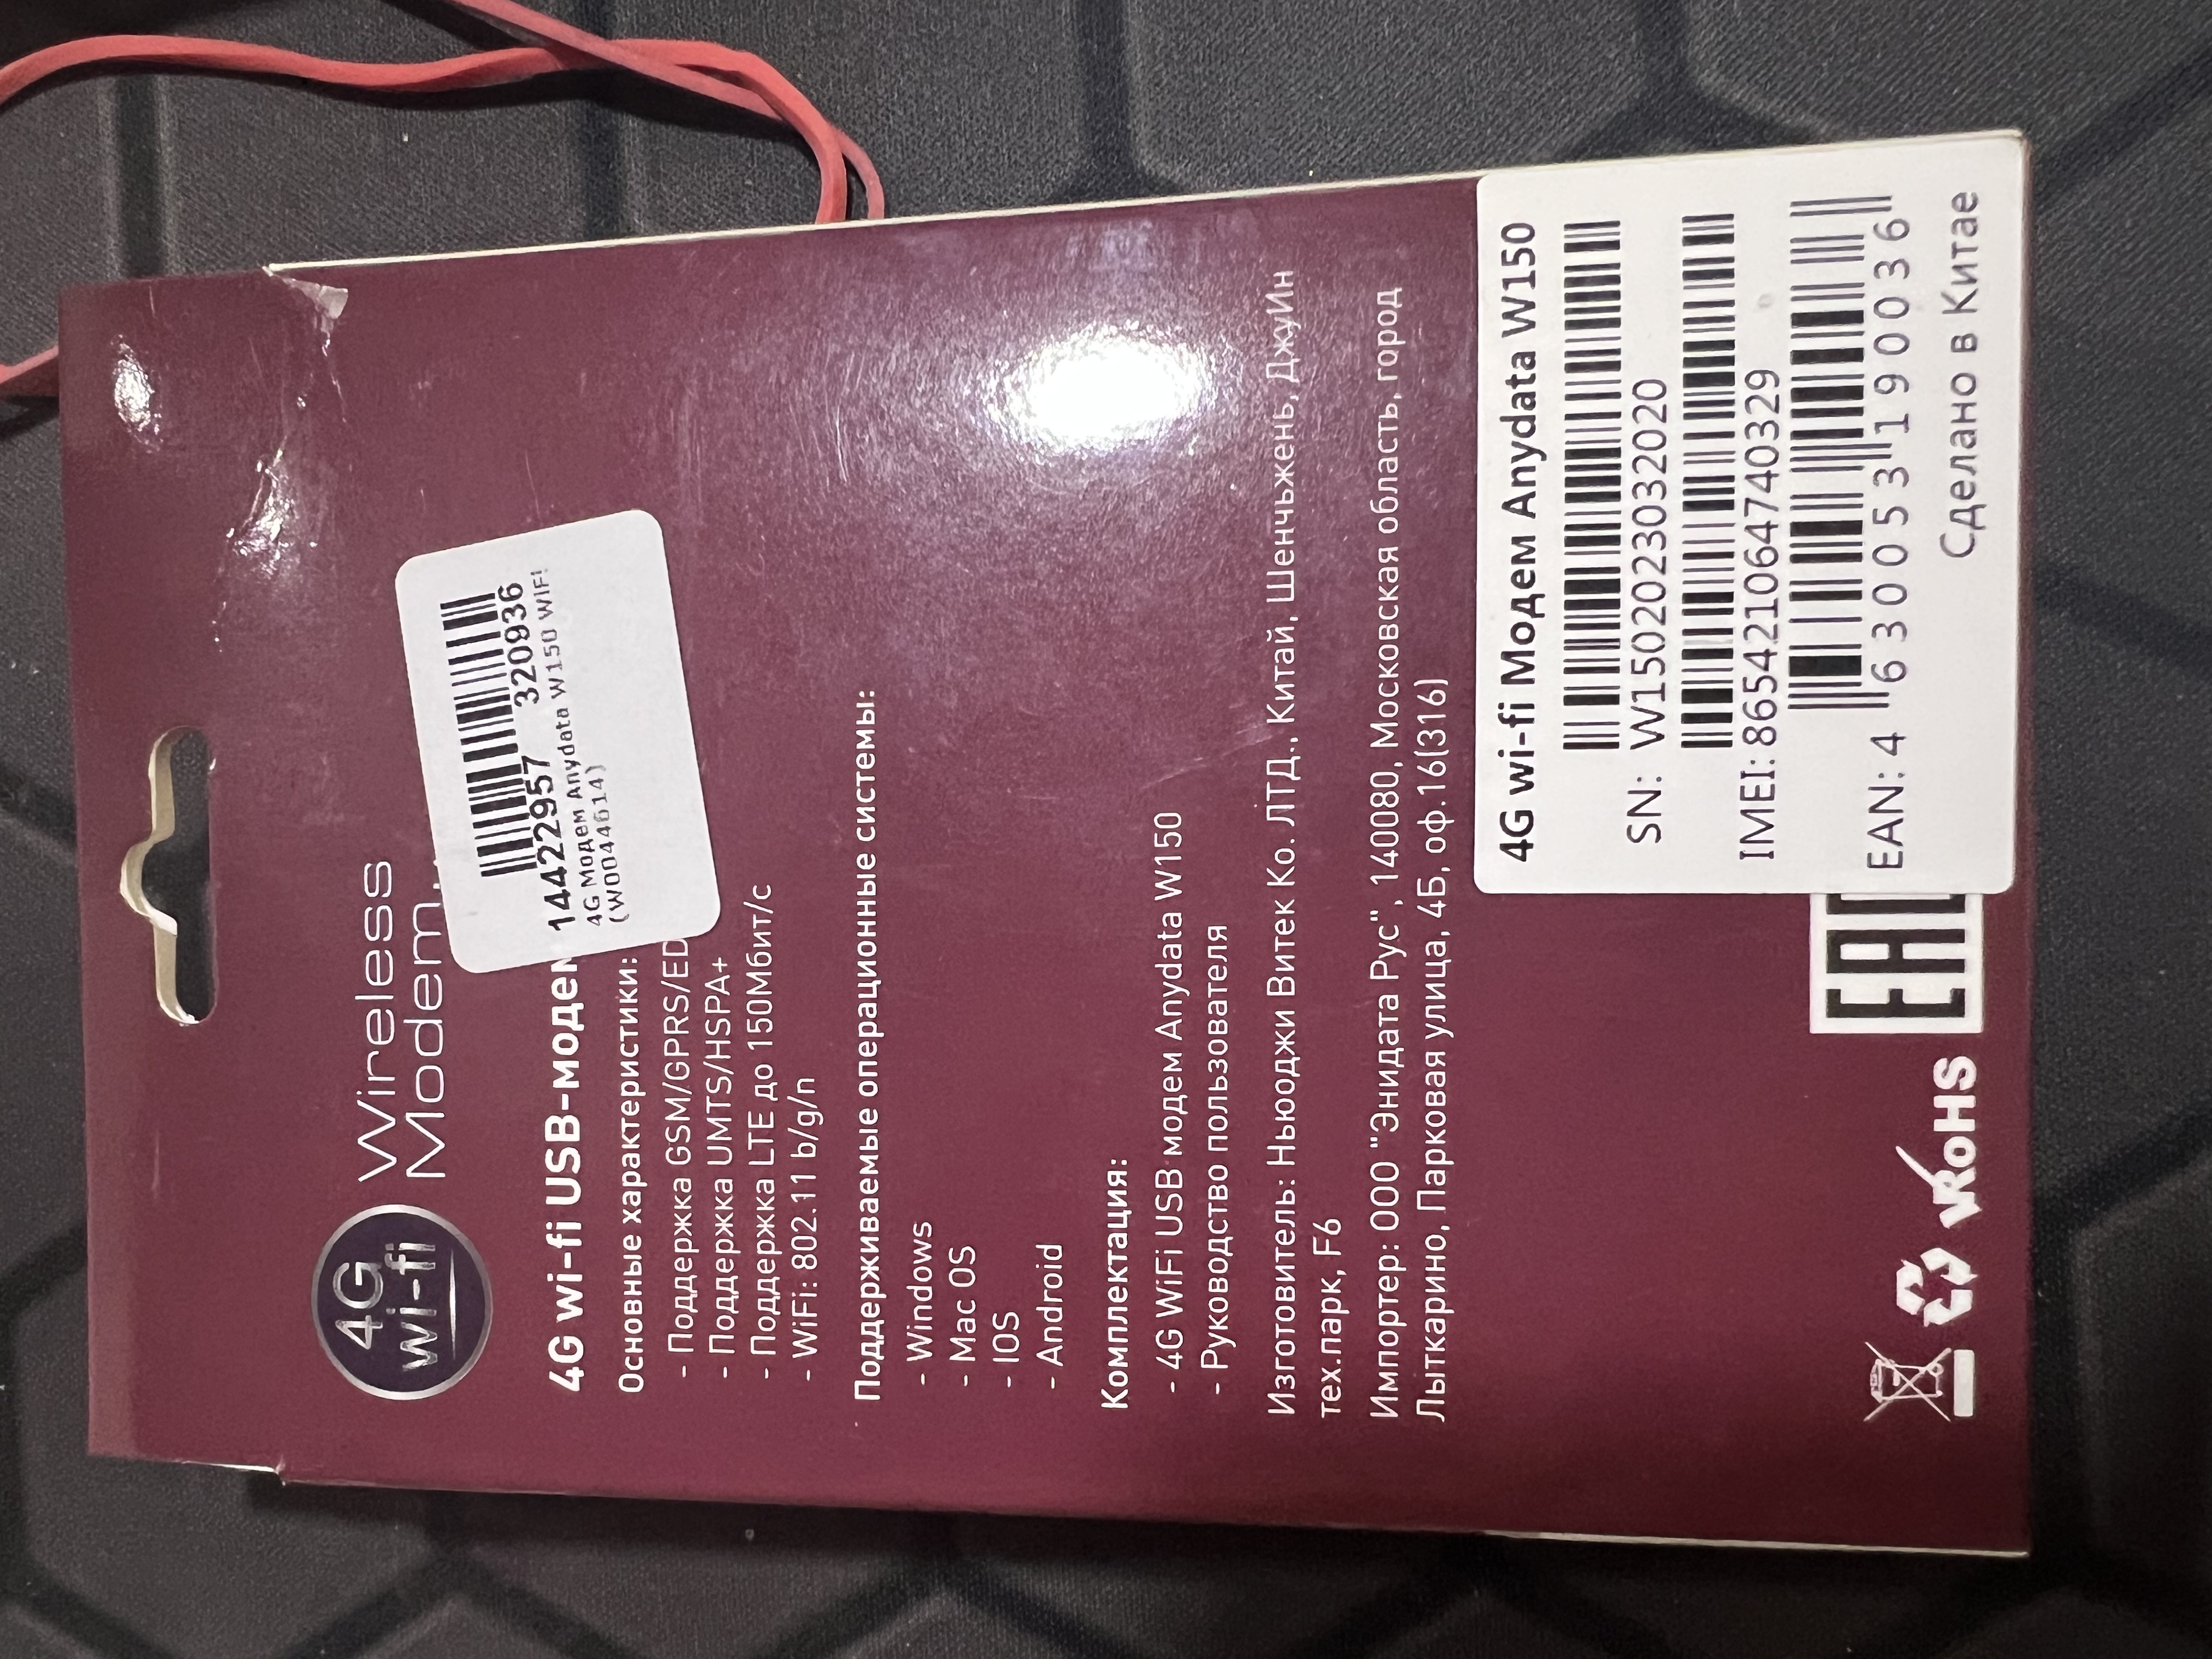 4G
wi-fi
Wireless
Modem
14422957 320936
4G Модем Anydata W150 WIFI
(W0044614)
4G wi-fi USB-модем
Основные характеристики:
- Поддержка GSM/GPRS/ED
- Поддержка UMTS/HSPA+
- Поддержка LTE до 150Мбит/с
- WiFi: 802.11 b/g/n
Поддерживаемые операционные системы:
- Windows
- Mac OS
- IOS
- Android
Комплектация:
- 4G WiFi USB модем Anydata W150
- Руководство пользователя
Изготовитель: Ньюоджи Витек Ко. ЛТД., Китай, Шенчьжень, ДжуИн
тех.парк, F6
Импортер: ООО "Энидата Рус", 140080, Московская область, город
Лыткарино, Парковая улица, 4Б, оф.16(316)
4G wi-fi Модем Anydata W150
SN: W1502023032020
IMEI: 865421064740329
EAN: 4 630053 190036
Сделано в Китае
RoHS
EAC